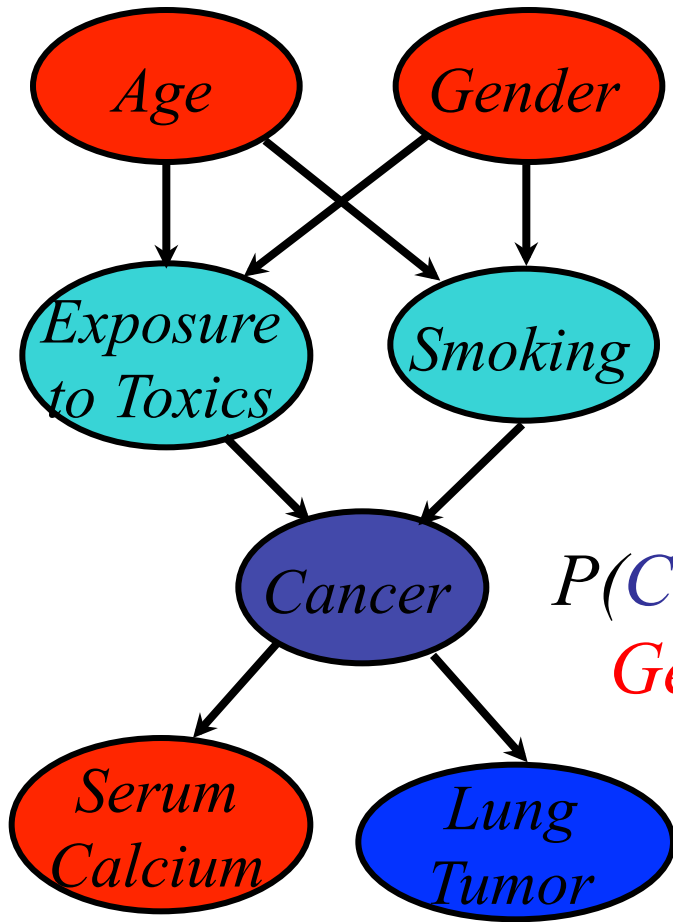 Age
Gender
Exposure
to Toxics
Smoking
Cancer
P(C
Ge
Serum
Calcium
Lung
Tumor